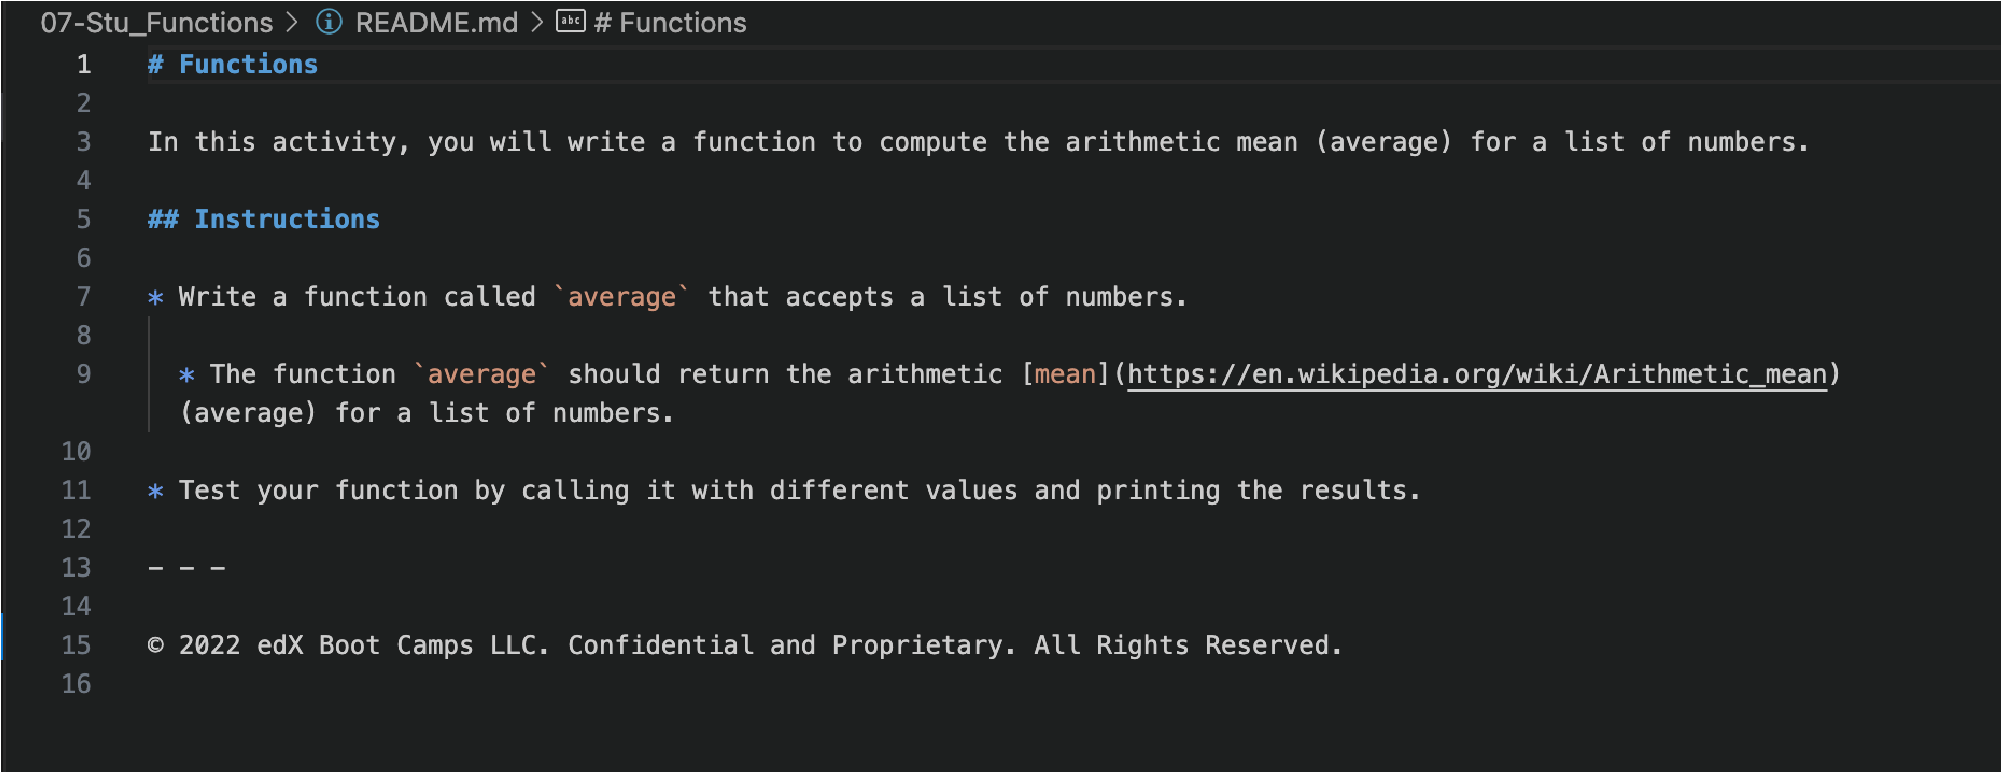 07-Stu_Functions > README.md > # Functions
1 # Functions
2
3 In this activity, you will write a function to compute the arithmetic mean (average) for a list of numbers.
4
5 ## Instructions
6
7 * Write a function called `average` that accepts a list of numbers.
8
9 * The function `average` should return the arithmetic [mean](https://en.wikipedia.org/wiki/Arithmetic_mean)
(average) for a list of numbers.
10
11 * Test your function by calling it with different values and printing the results.
12
13 - - -
14
15 © 2022 edX Boot Camps LLC. Confidential and Proprietary. All Rights Reserved.
16